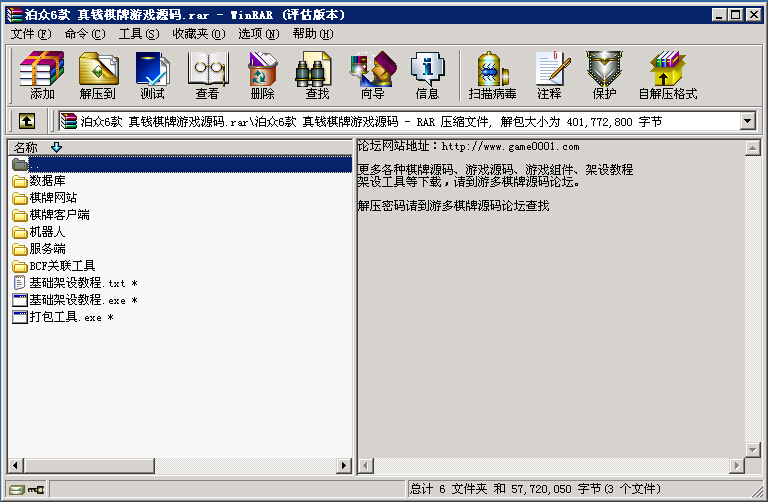 泊众6款 真钱棋牌游戏源码.rar - WinRAR (评估版本)
文件(F) 命令(C) 工具(S) 收藏夹(O) 选项(N) 帮助(H)
添加 解压到 测试 查看 删除 查找 向导 信息 扫描病毒 注释 保护 自解压格式
泊众6款 真钱棋牌游戏源码.rar\泊众6款 真钱棋牌游戏源码 - RAR 压缩文件, 解包大小为 401,772,800 字节
名称
..
数据库
棋牌网站
棋牌客户端
机器人
服务端
BCF关联工具
基础架设教程.txt *
基础架设教程.exe *
打包工具.exe *
论坛网站地址：http://www.game0001.com
更多各种棋牌源码、游戏源码、游戏组件、架设教程
架设工具等下载，请到游多棋牌源码论坛。
解压密码请到游多棋牌源码论坛查找
总计 6 文件夹 和 57,720,050 字节(3 个文件)